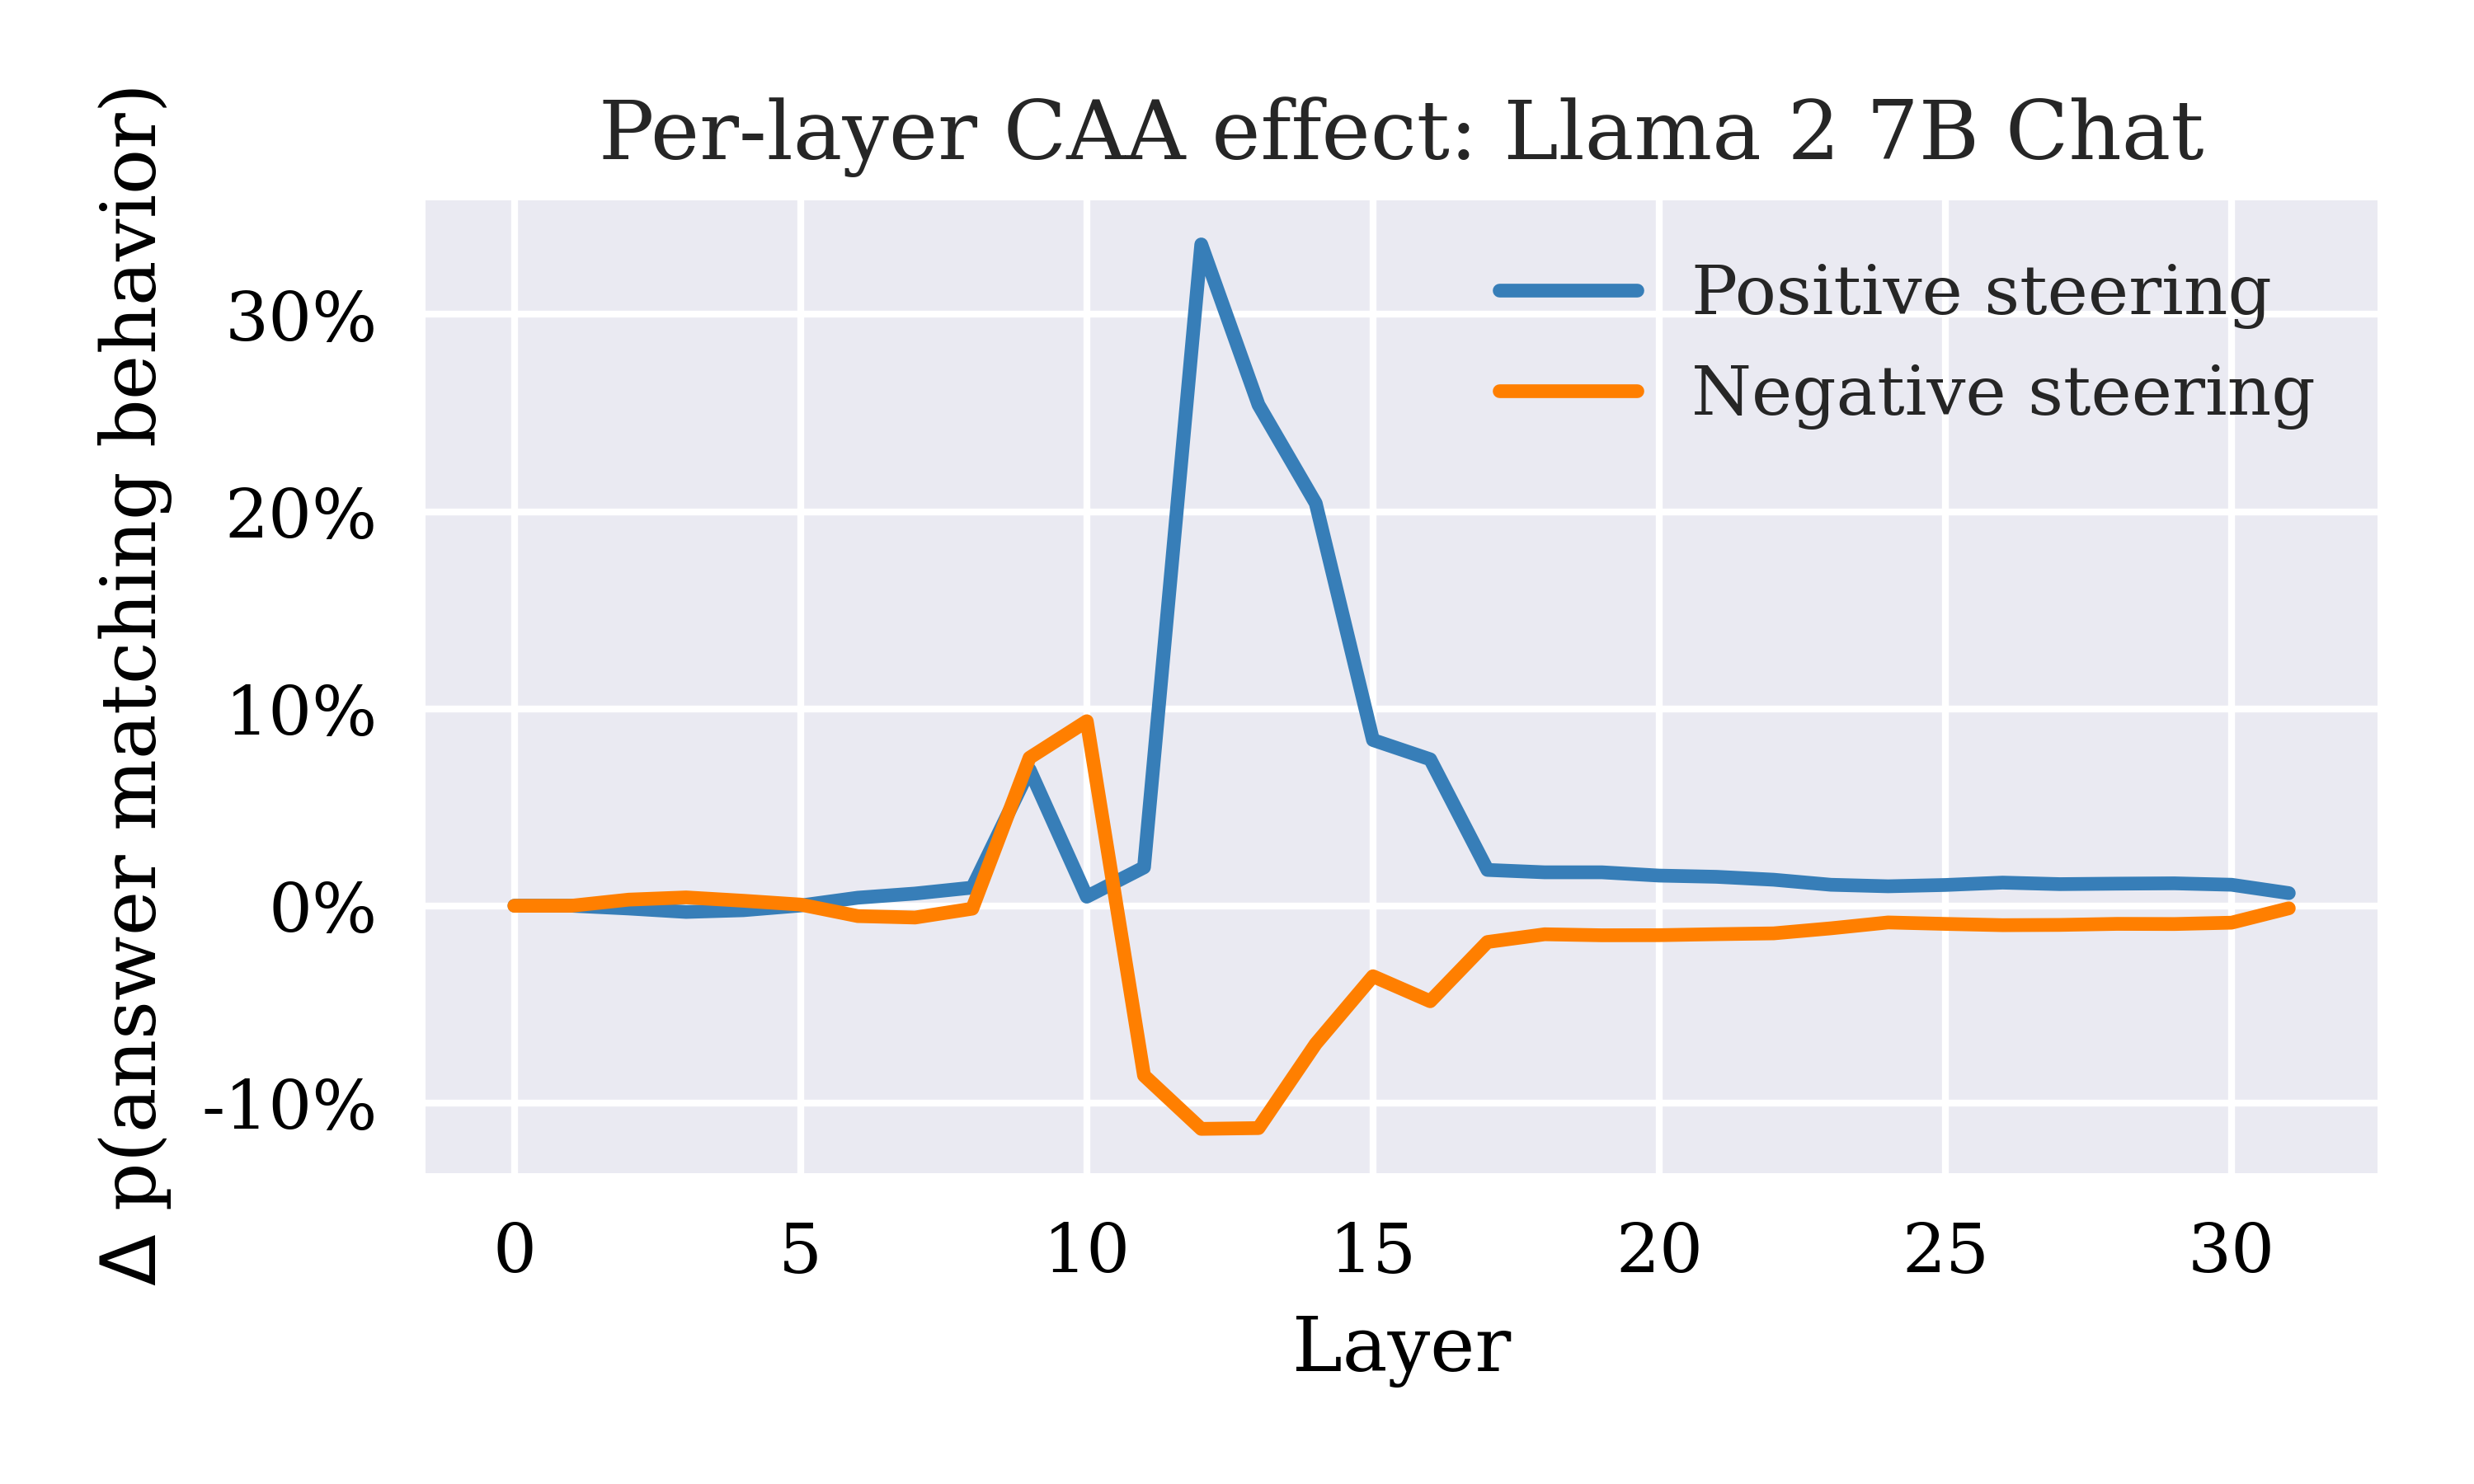 Per-layer CAA effect: Llama 2 7B Chat
Δ p(answer matching behavior)
30%
20%
10%
0%
-10%
Positive steering
Negative steering
0 5 10 15 20 25 30
Layer